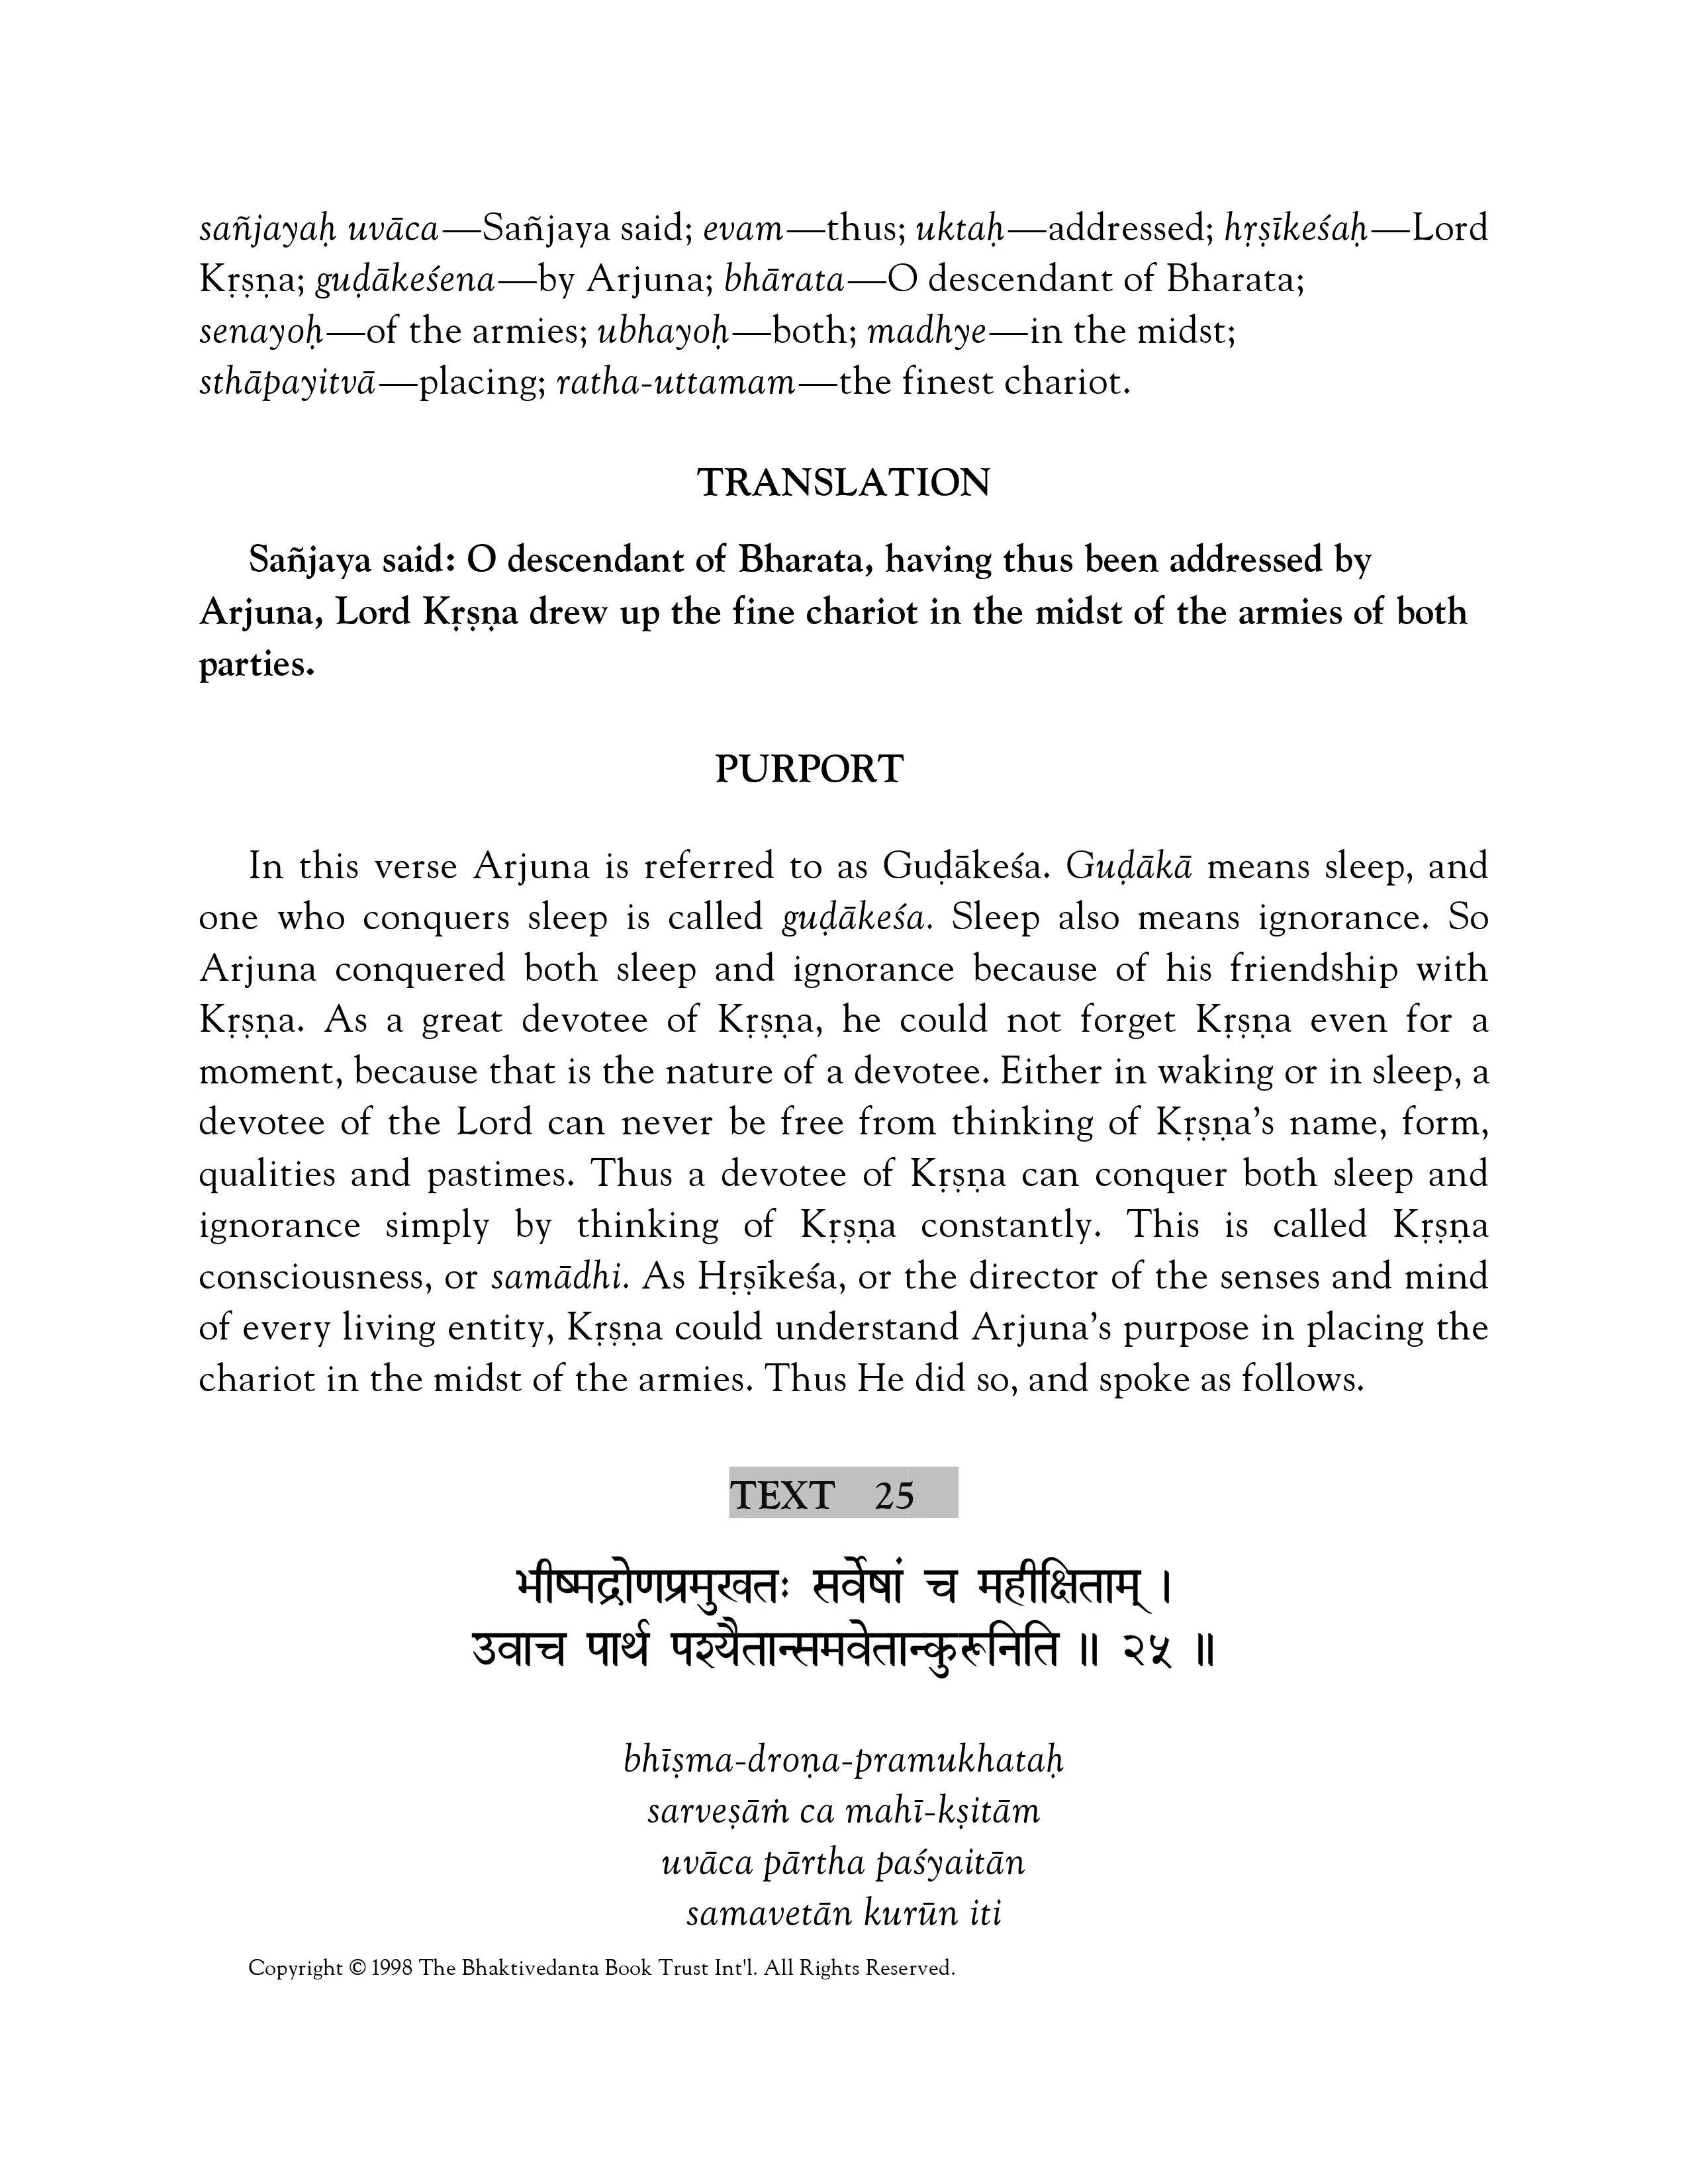 sañjayaḥ uvāca—Sañjaya said; evam—thus; uktaḥ—addressed; hṛṣīkeśaḥ—Lord
Kṛṣṇa; guḍākeśena—by Arjuna; bhārata—O descendant of Bharata;
senayoḥ—of the armies; ubhayoḥ—both; madhye—in the midst;
sthāpayitvā—placing; ratha-uttamam—the finest chariot.
TRANSLATION
Sañjaya said: O descendant of Bharata, having thus been addressed by
Arjuna, Lord Kṛṣṇa drew up the fine chariot in the midst of the armies of both
parties.
PURPORT
In this verse Arjuna is referred to as Guḍākeśa. Guḍākā means sleep, and
one who conquers sleep is called guḍākeśa. Sleep also means ignorance. So
Arjuna conquered both sleep and ignorance because of his friendship with
Kṛṣṇa. As a great devotee of Kṛṣṇa, he could not forget Kṛṣṇa even for a
moment, because that is the nature of a devotee. Either in waking or in sleep, a
devotee of the Lord can never be free from thinking of Kṛṣṇa’s name, form,
qualities and pastimes. Thus a devotee of Kṛṣṇa can conquer both sleep and
ignorance simply by thinking of Kṛṣṇa constantly. This is called Kṛṣṇa
consciousness, or samādhi. As Hṛṣīkeśa, or the director of the senses and mind
of every living entity, Kṛṣṇa could understand Arjuna’s purpose in placing the
chariot in the midst of the armies. Thus He did so, and spoke as follows.
TEXT 25
भीष्मद्रोणप्रमुखतः सर्वेषां च महीक्षिताम् ।
उवाच पार्थ पश्यैतान्समवेतान्कुरूनिति ॥ २५ ॥
bhīṣma-droṇa-pramukhataḥ
sarveṣāṁ ca mahī-kṣitām
uvāca pārtha paśyaitān
samavetān kurūn iti
Copyright © 1998 The Bhaktivedanta Book Trust Int'l. All Rights Reserved.